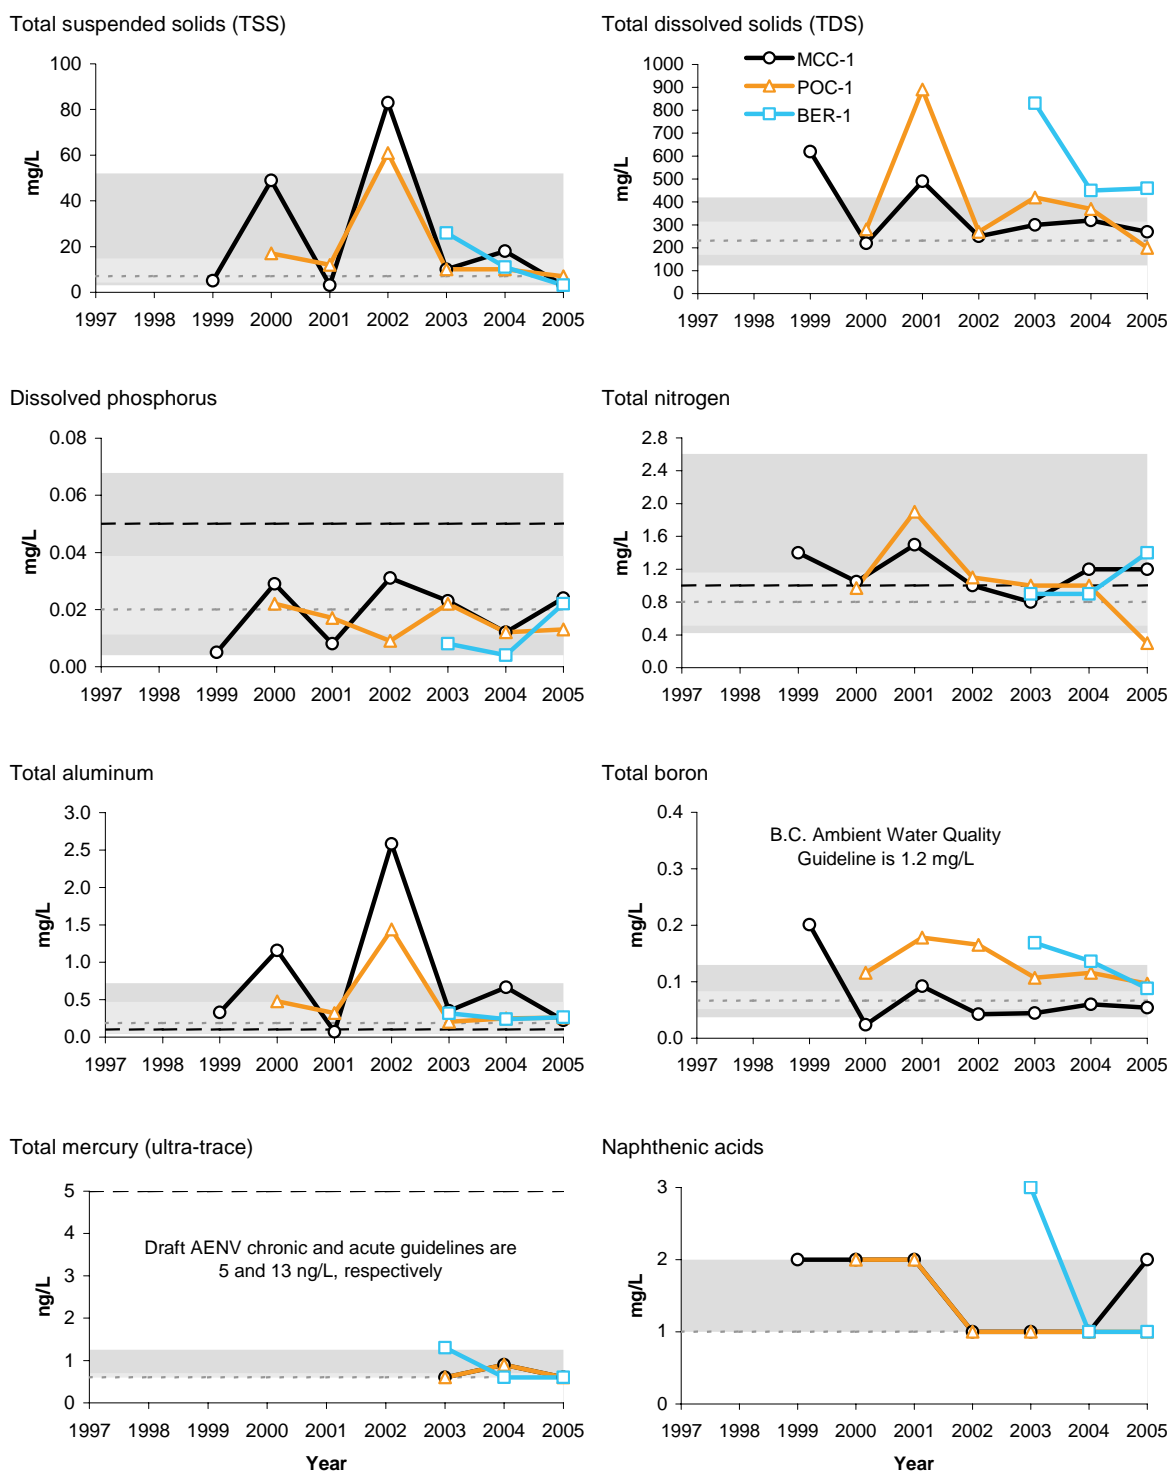 Total suspended solids (TSS)
100
80
60
40
20
0
mg/L
1997 1998 1999 2000 2001 2002 2003 2004 2005
Total dissolved solids (TDS)
1000
900
800
700
600
500
400
300
200
100
0
mg/L
MCC-1
POC-1
BER-1
1997 1998 1999 2000 2001 2002 2003 2004 2005
Dissolved phosphorus
0.08
0.06
0.04
0.02
0.00
mg/L
1997 1998 1999 2000 2001 2002 2003 2004 2005
Total nitrogen
2.8
2.4
2.0
1.6
1.2
0.8
0.4
0.0
mg/L
1997 1998 1999 2000 2001 2002 2003 2004 2005
Total aluminum
3.0
2.5
2.0
1.5
1.0
0.5
0.0
mg/L
1997 1998 1999 2000 2001 2002 2003 2004 2005
Total boron
0.4
0.3
0.2
0.1
0.0
mg/L
B.C. Ambient Water Quality
Guideline is 1.2 mg/L
1997 1998 1999 2000 2001 2002 2003 2004 2005
Total mercury (ultra-trace)
5
4
3
2
1
0
ng/L
Draft AENV chronic and acute guidelines are
5 and 13 ng/L, respectively
1997 1998 1999 2000 2001 2002 2003 2004 2005
Year
Naphthenic acids
3
2
1
0
mg/L
1997 1998 1999 2000 2001 2002 2003 2004 2005
Year